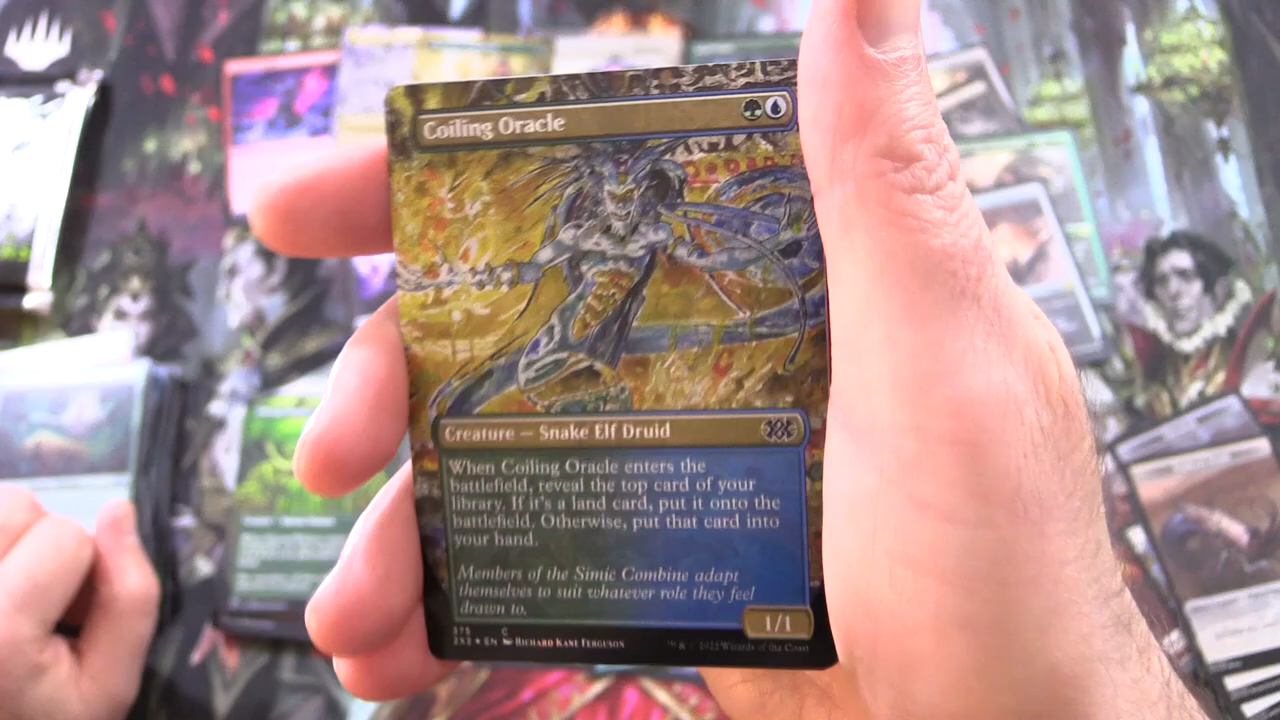 Coiling Oracle
Creature — Snake Elf Druid
When Coiling Oracle enters the
battlefield, reveal the top card of your
library. If it's a land card, put it onto the
battlefield. Otherwise, put that card into
your hand.
Members of the Simic Combine adapt
themselves to suit whatever role they feel
drawn to.
1/1
375 C
2X2 ★ EN Richard Kane Ferguson
™ & © 2022 Wizards of the Coast